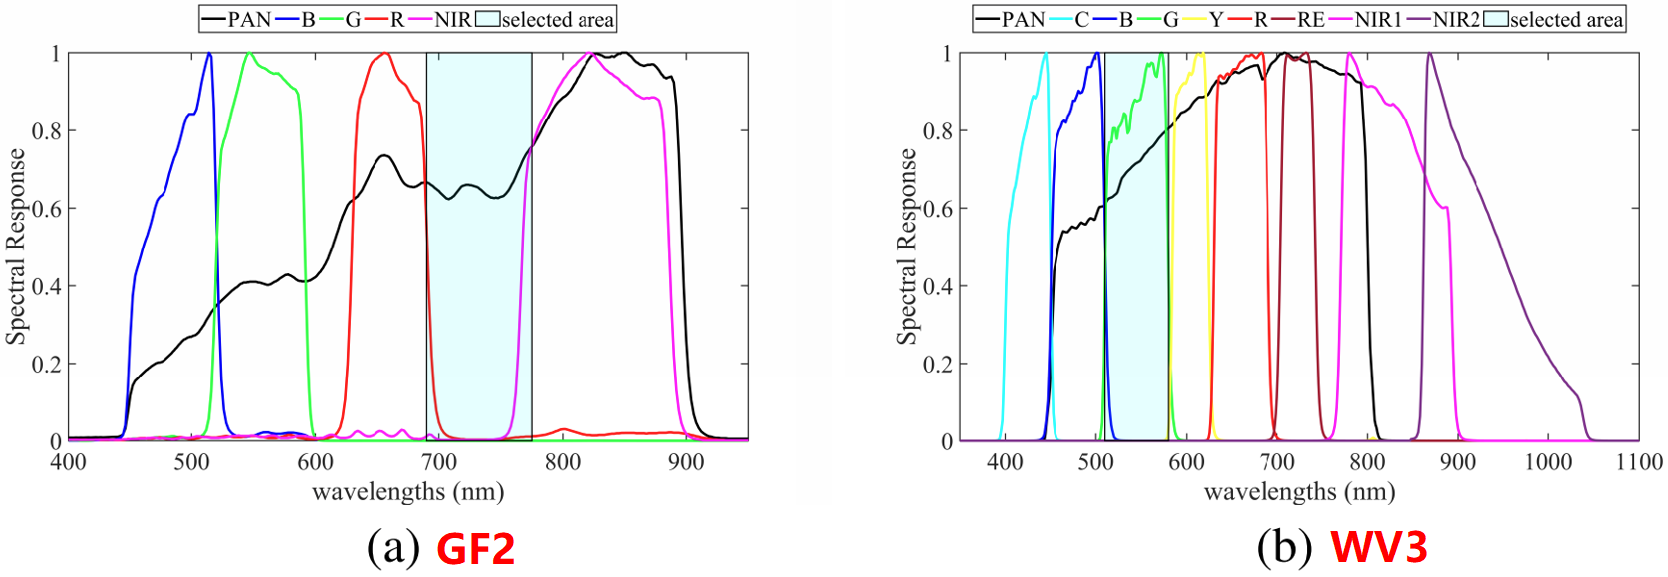 PAN B G R NIR selected area
1
0.8
0.6
0.4
0.2
0
400 500 600 700 800 900
Spectral Response
wavelengths (nm)
(a) GF2
PAN C B G Y R RE NIR1 NIR2 selected area
1
0.8
0.6
0.4
0.2
0
400 500 600 700 800 900 1000 1100
Spectral Response
wavelengths (nm)
(b) WV3